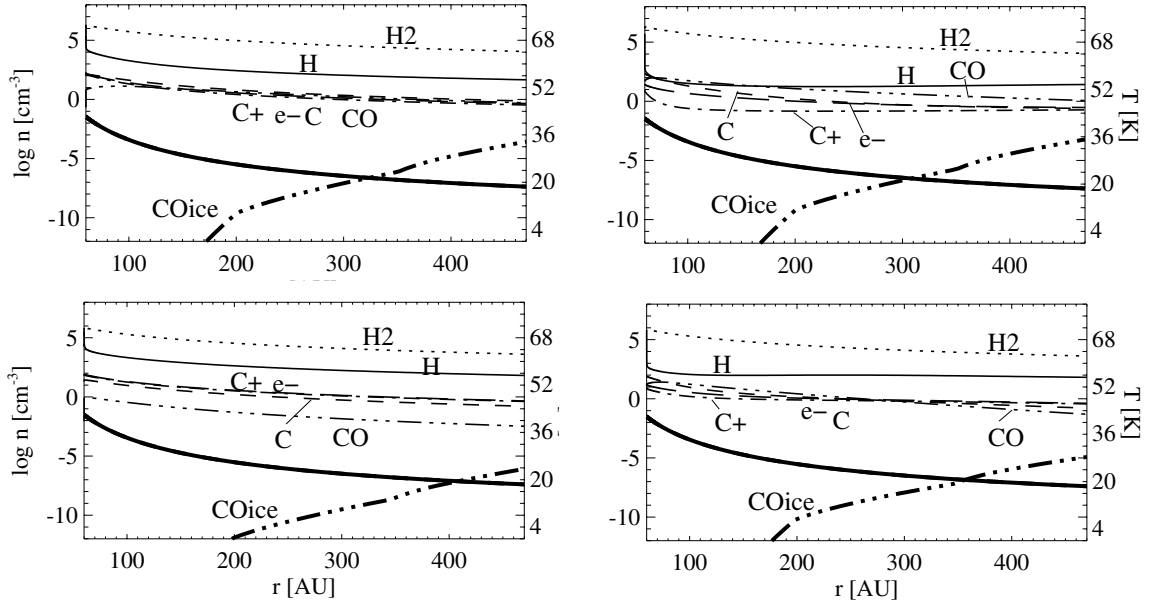 5 H2 68 5 H2 68
H H CO
0 52 0 52
C+ e− C CO C C+ e−
log n [cm-3] 36 36 T [K]
-5 20 -5 20
COice COice
-10 4 -10 4
100 200 300 400 100 200 300 400
5 H2 68 5 H2 68
H H
C+ e− 52 52
0 0 e− C
C CO C+ CO
log n [cm-3] 36 36 T [K]
-5 20 -5 20
COice COice
-10 4 -10 4
100 200 300 400 100 200 300 400
r [AU] r [AU]